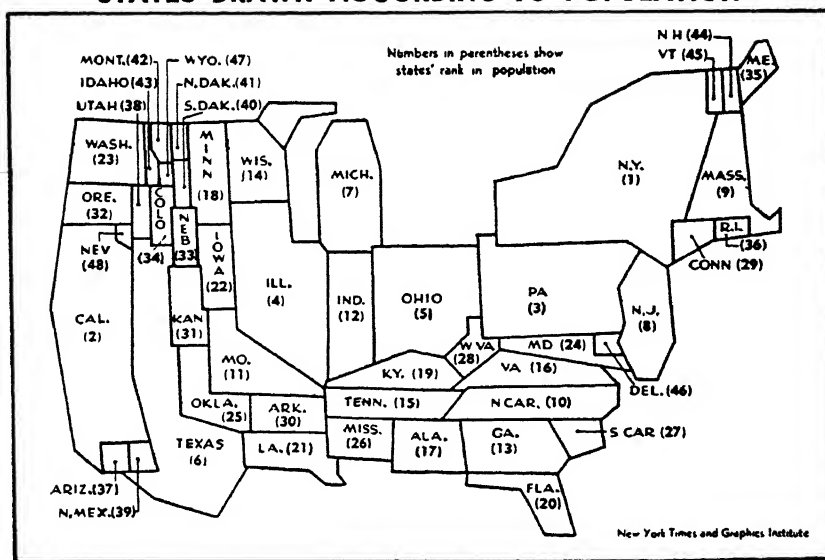 STATES DRAWN ACCORDING TO POPULATION
Numbers in parentheses show
states' rank in population
MONT.(42)
WYO. (47)
IDAHO (43)
N.DAK.(41)
UTAH (38)
S.DAK.(40)
N H (44)
VT (45)
ME.
(35)
WASH.
(23)
MINN
(18)
WIS.
(14)
MICH.
(7)
N.Y.
(1)
MASS.
(9)
ORE.
(32)
COLO
(34)
NEB
(33)
IOWA
(22)
R.I.
(36)
CONN (29)
NEV
(48)
ILL.
(4)
IND.
(12)
OHIO
(5)
PA
(3)
N.J.
(8)
CAL.
(2)
KAN
(31)
W VA
(28)
MD (24)
MO.
(11)
KY. (19)
VA (16)
DEL.(46)
OKLA.
(25)
ARK.
(30)
TENN. (15)
N CAR. (10)
TEXAS
(6)
LA. (21)
MISS.
(26)
ALA.
(17)
GA.
(13)
S CAR (27)
ARIZ.(37)
N.MEX.(39)
FLA.
(20)
New York Times and Graphics Institute